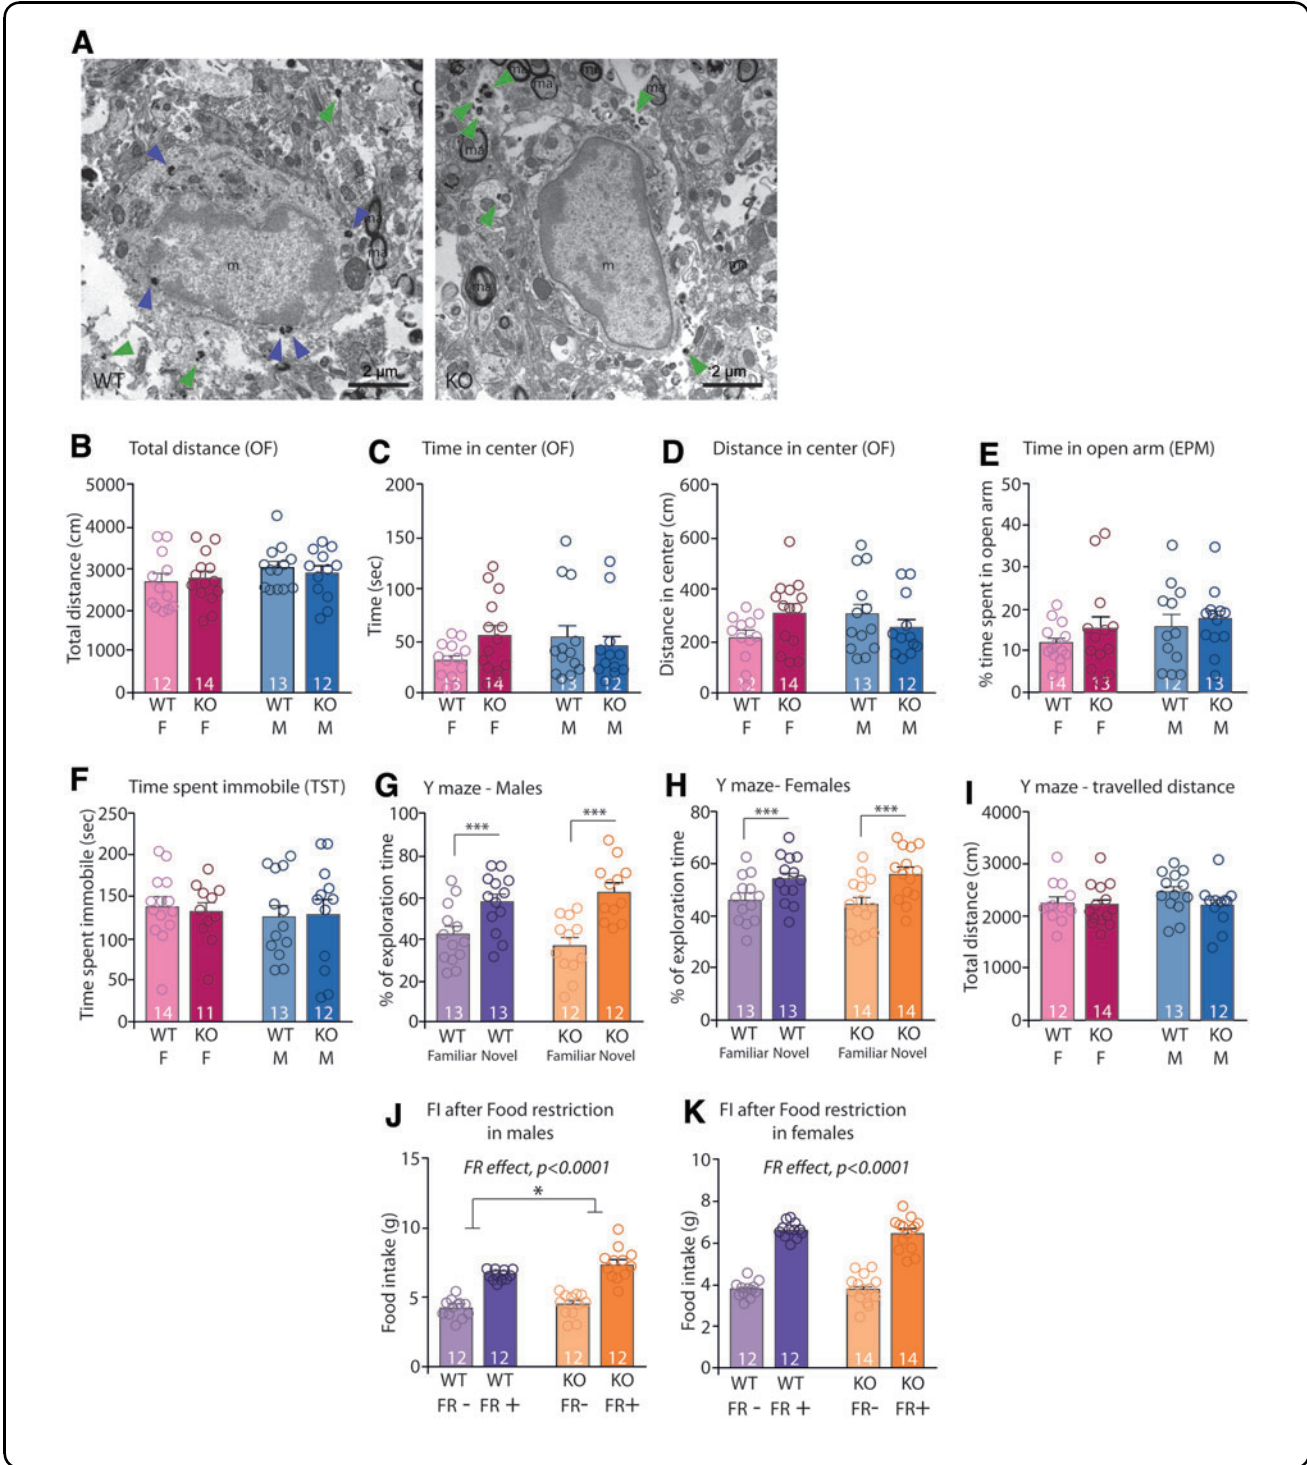 A
ma
ma
ma
ma
ma
ma
ma
m
ma
m
ma
ma
WT
2 μm
KO
2 μm
B Total distance (OF)
Total distance (cm)
5000
4000
3000
2000
1000
0
12 14 13 12
WT KO WT KO
F F M M
C Time in center (OF)
Time (sec)
200
150
100
50
0
13 14 13 12
WT KO WT KO
F F M M
D Distance in center (OF)
Distance in center (cm)
600
400
200
0
12 14 13 12
WT KO WT KO
F F M M
E Time in open arm (EPM)
% time spent in open arm
50
40
30
20
10
0
14 13 12 13
WT KO WT KO
F F M M
F Time spent immobile (TST)
Time spent immobile (sec)
250
200
150
100
50
0
14 11 13 12
WT KO WT KO
F F M M
G Y maze - Males
% of exploration time
100
80
60
40
20
0
*** ***
13 13 12 12
WT WT KO KO
Familiar Novel Familiar Novel
H Y maze- Females
% of exploration time
80
60
40
20
0
*** ***
13 13 14 14
WT WT KO KO
Familiar Novel Familiar Novel
I Y maze - travelled distance
Total distance (cm)
4000
3000
2000
1000
0
12 14 13 12
WT KO WT KO
F F M M
J FI after Food restriction
in males
FR effect, p<0.0001
*
Food intake (g)
15
10
5
0
12 12 12 12
WT WT KO KO
FR - FR + FR- FR+
K FI after Food restriction
in females
FR effect, p<0.0001
Food intake (g)
10
8
6
4
2
0
12 12 14 14
WT WT KO KO
FR - FR + FR- FR+